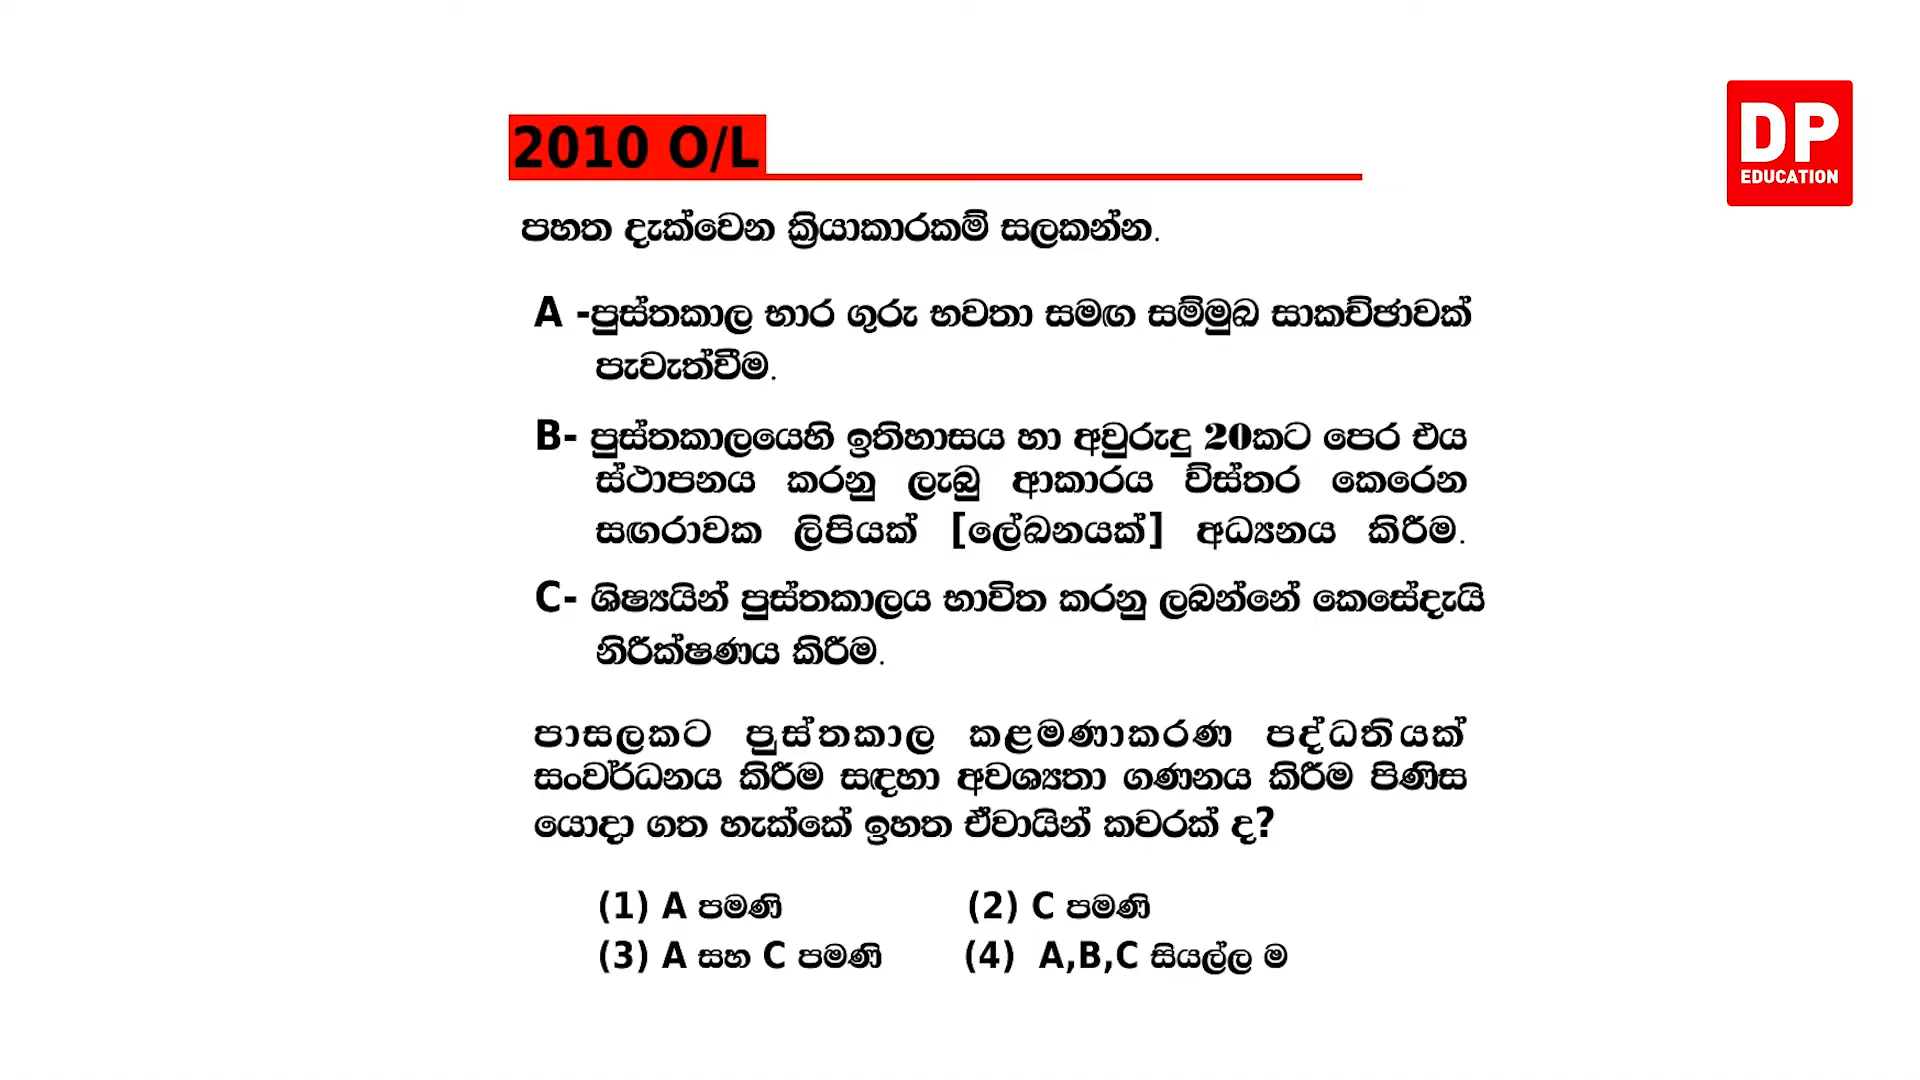 2010 O/L
DP
EDUCATION
පහත දැක්වෙන ක්‍රියාකාරකම් සලකන්න.
A -පුස්තකාල භාර ගුරු භවතා සමඟ සම්මුඛ සාකච්ඡාවක්
පැවැත්වීම.
B- පුස්තකාලයෙහි ඉතිහාසය හා අවුරුදු 20කට පෙර එය
ස්ථාපනය කරනු ලැබු ආකාරය විස්තර කෙරෙන
සඟරාවක ලිපියක් [ලේඛනයක්] අධ්‍යනය කිරීම.
C- ශිෂ්‍යයින් පුස්තකාලය භාවිත කරනු ලබන්නේ කෙසේදැයි
නිරීක්ෂණය කිරීම.
පාසලකට පුස්තකාල කළමණාකරණ පද්ධතියක්
සංවර්ධනය කිරීම සඳහා අවශ්‍යතා ගණනය කිරීම පිණිස
යොදා ගත හැක්කේ ඉහත ඒවායින් කවරක් ද?
(1) A පමණි (2) C පමණි
(3) A සහ C පමණි (4) A,B,C සියල්ල ම